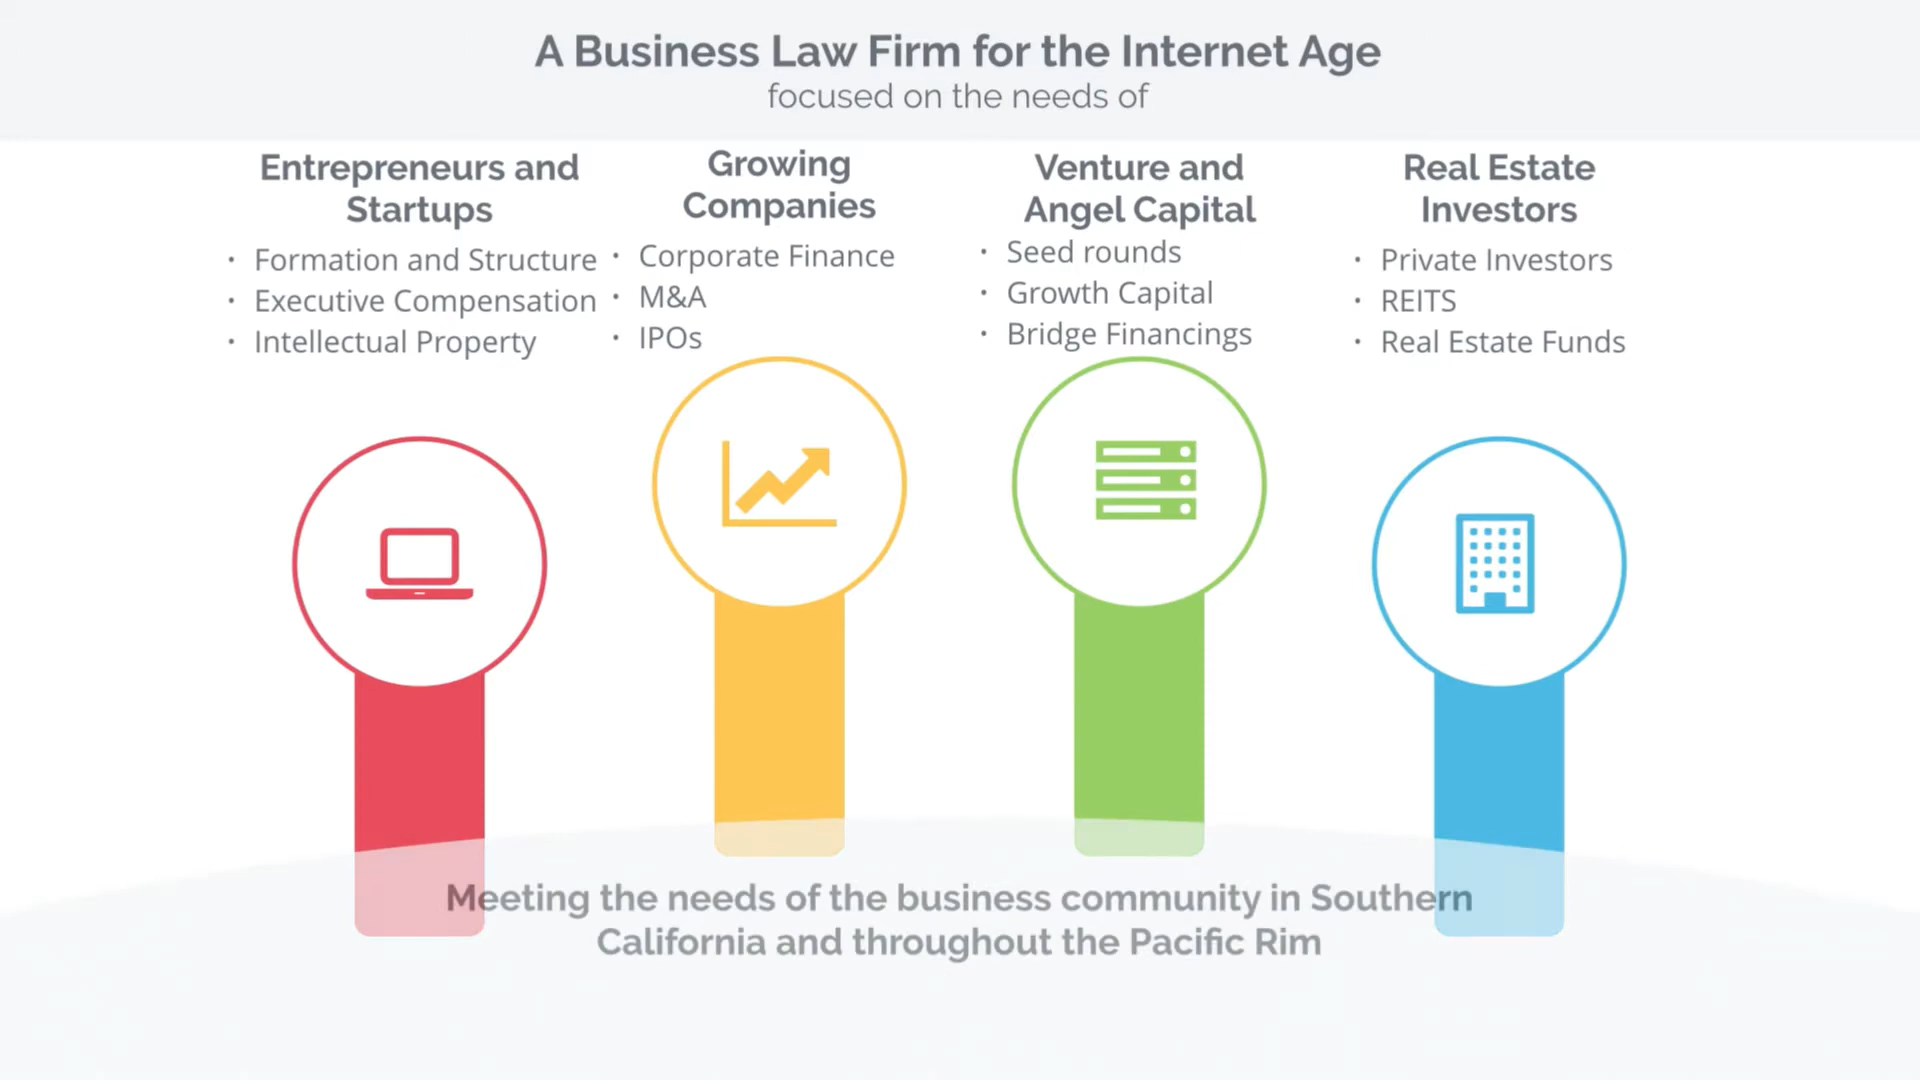 A Business Law Firm for the Internet Age
focused on the needs of
Entrepreneurs and
Startups
• Formation and Structure
• Executive Compensation
• Intellectual Property
Growing
Companies
• Corporate Finance
• M&A
• IPOs
Venture and
Angel Capital
• Seed rounds
• Growth Capital
• Bridge Financings
Real Estate
Investors
• Private Investors
• REITS
• Real Estate Funds
Meeting the needs of the business community in Southern
California and throughout the Pacific Rim